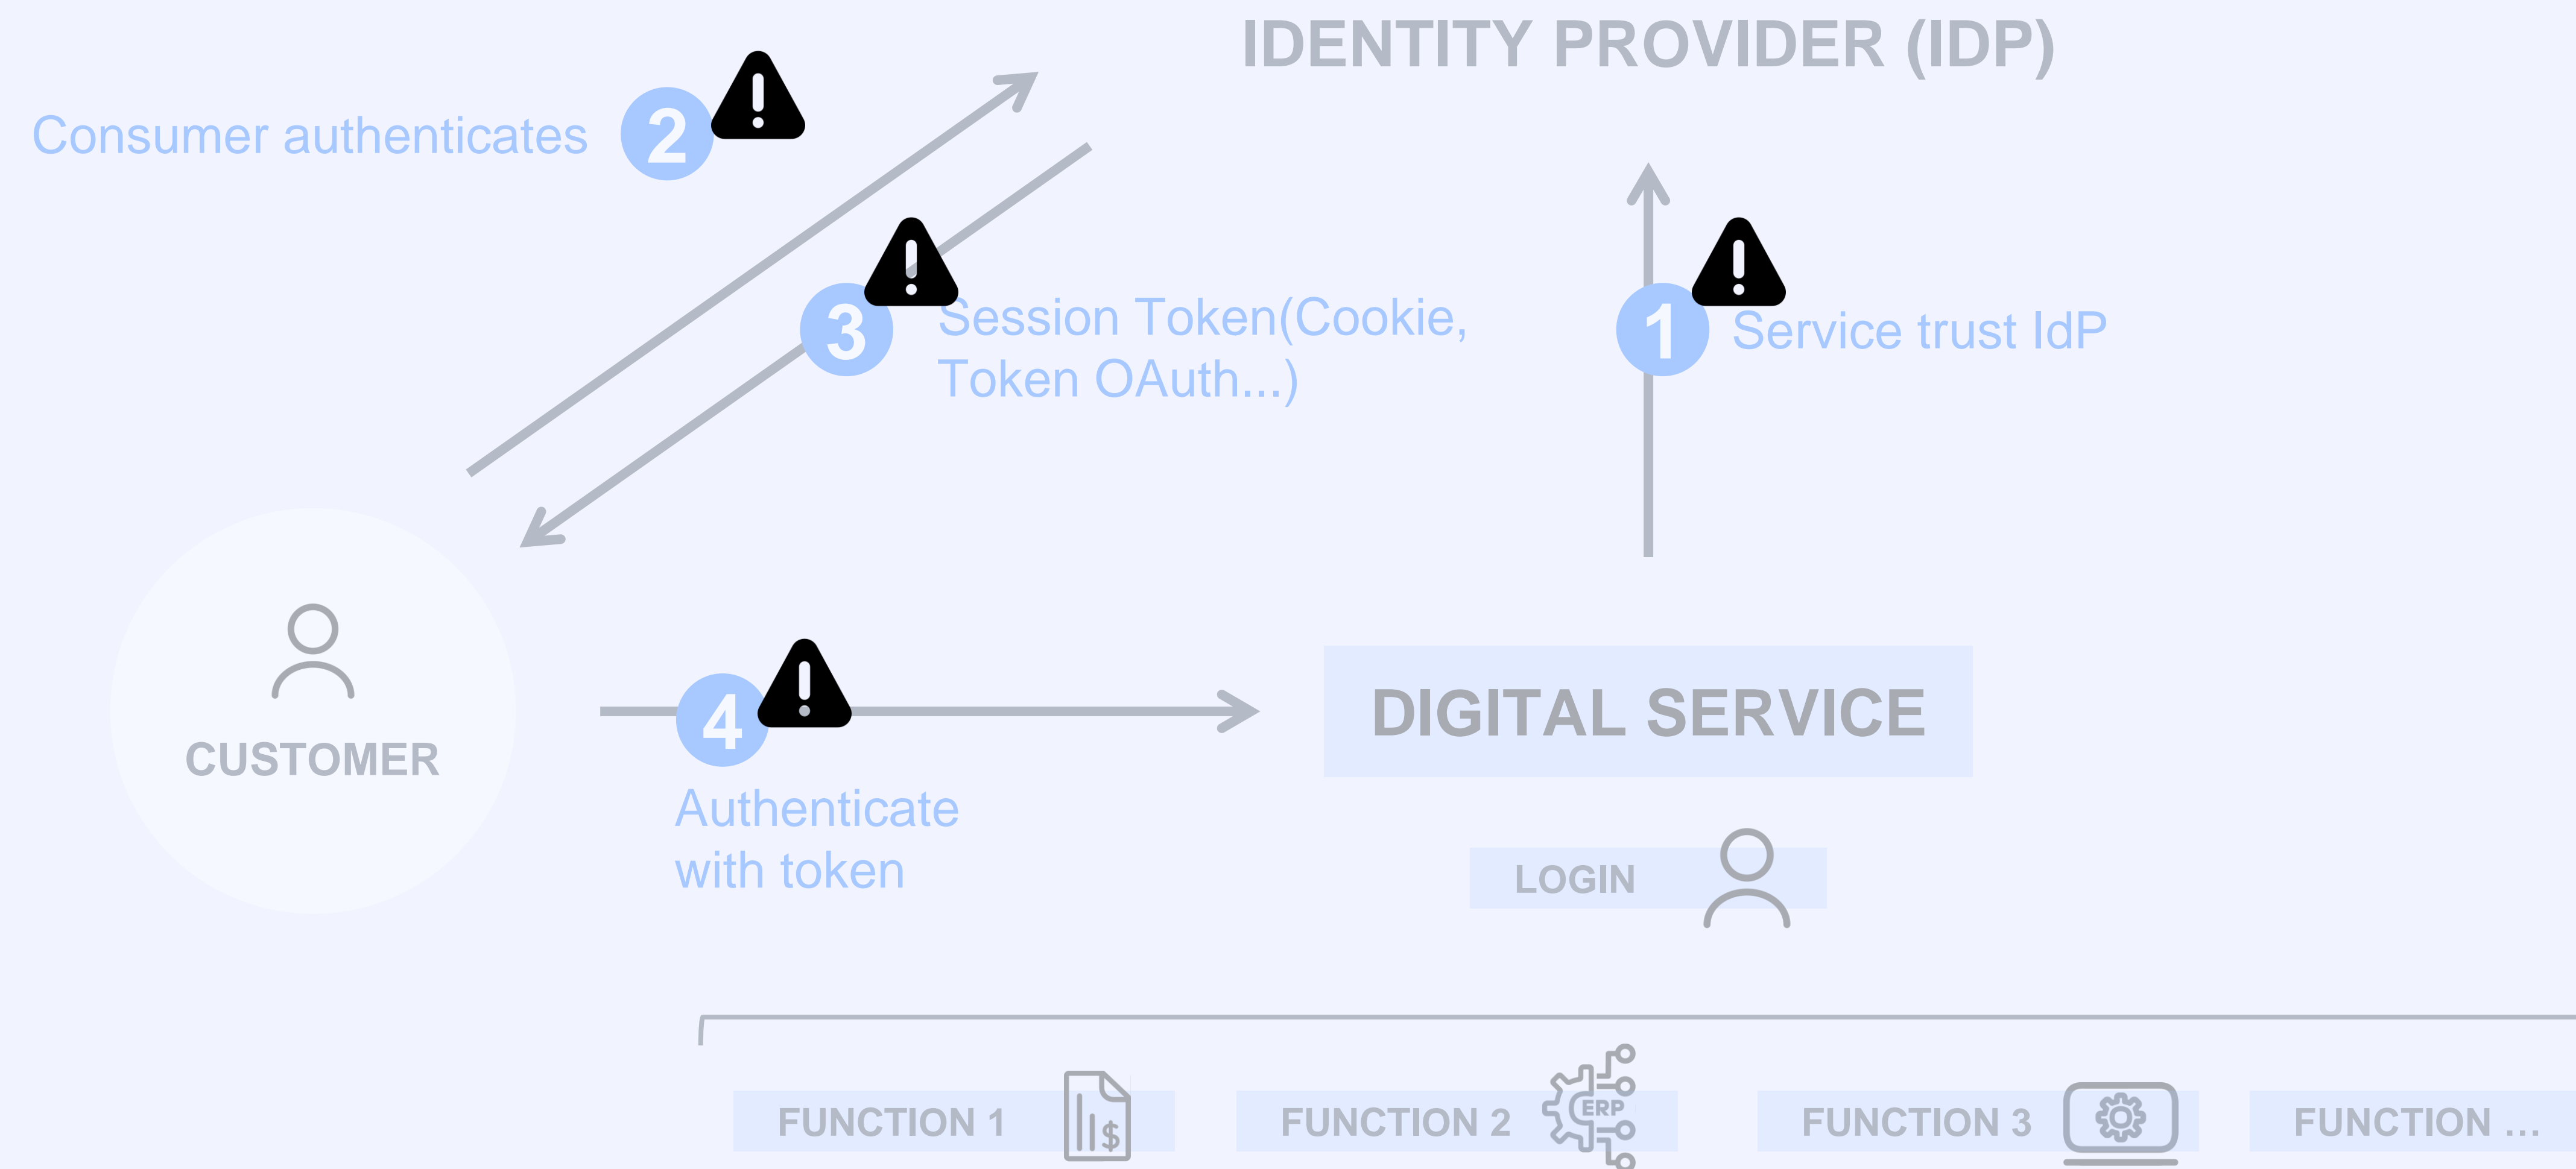 IDENTITY PROVIDER (IDP)
Consumer authenticates
2
3
Session Token(Cookie,
Token OAuth...)
1
Service trust IdP
CUSTOMER
4
Authenticate
with token
DIGITAL SERVICE
LOGIN
FUNCTION 1
$
FUNCTION 2
ERP
FUNCTION 3
FUNCTION ...